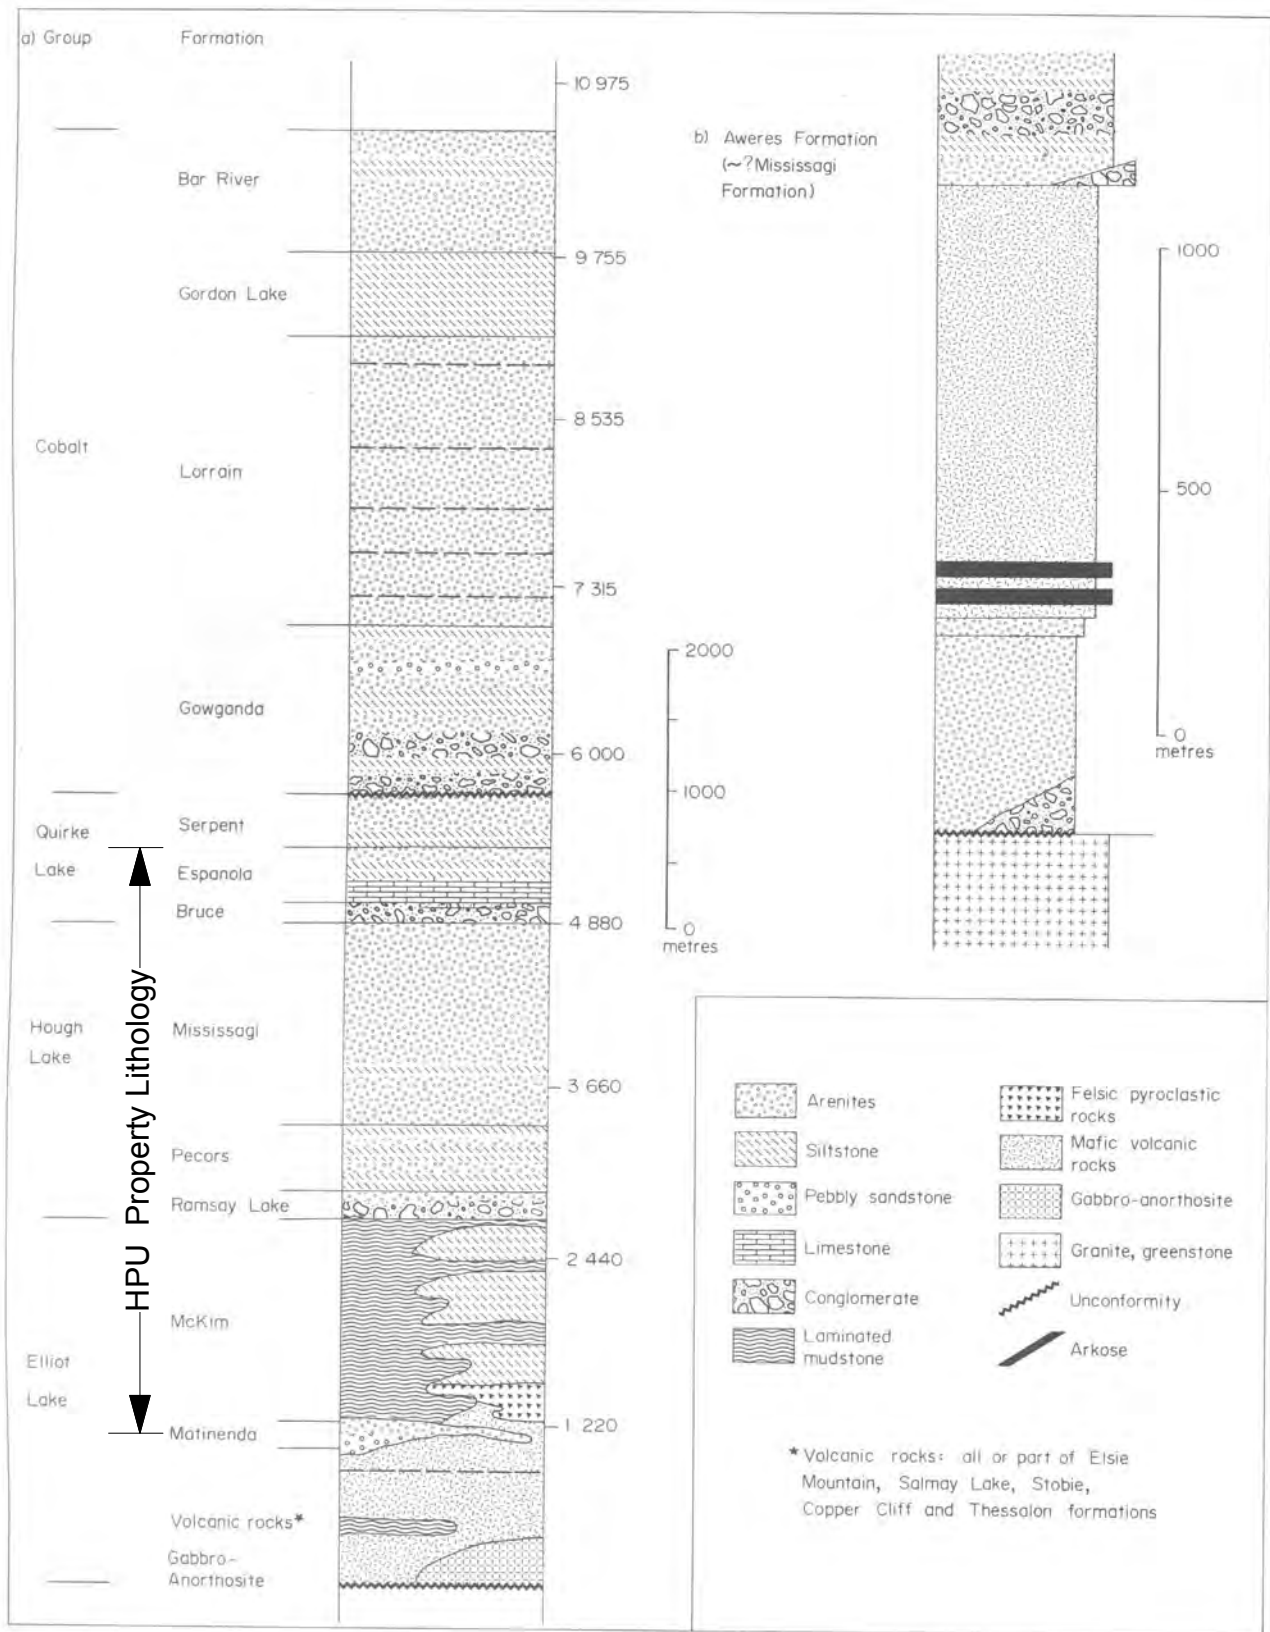 a) Group
Formation
10 975
Bar River
9 755
Gordon Lake
8 535
Cobalt
Lorrain
7 315
Gowganda
6 000
Quirke
Lake
Serpent
Espanola
Bruce
4 880
Hough
Lake
Mississagi
3 660
Pecors
Ramsay Lake
2 440
McKim
Elliot
Lake
Matinenda
1 220
Volcanic rocks*
Gabbro-
Anorthosite
HPU Property Lithology
2000
1000
0
metres
b) Aweres Formation
(~?Mississagi
Formation)
1000
500
0
metres
Arenites
Siltstone
Pebbly sandstone
Limestone
Conglomerate
Laminated
mudstone
Felsic pyroclastic
rocks
Mafic volcanic
rocks
Gabbro-anorthosite
Granite, greenstone
Unconformity
Arkose
* Volcanic rocks: all or part of Elsie
Mountain, Salmay Lake, Stobie,
Copper Cliff and Thessalon formations